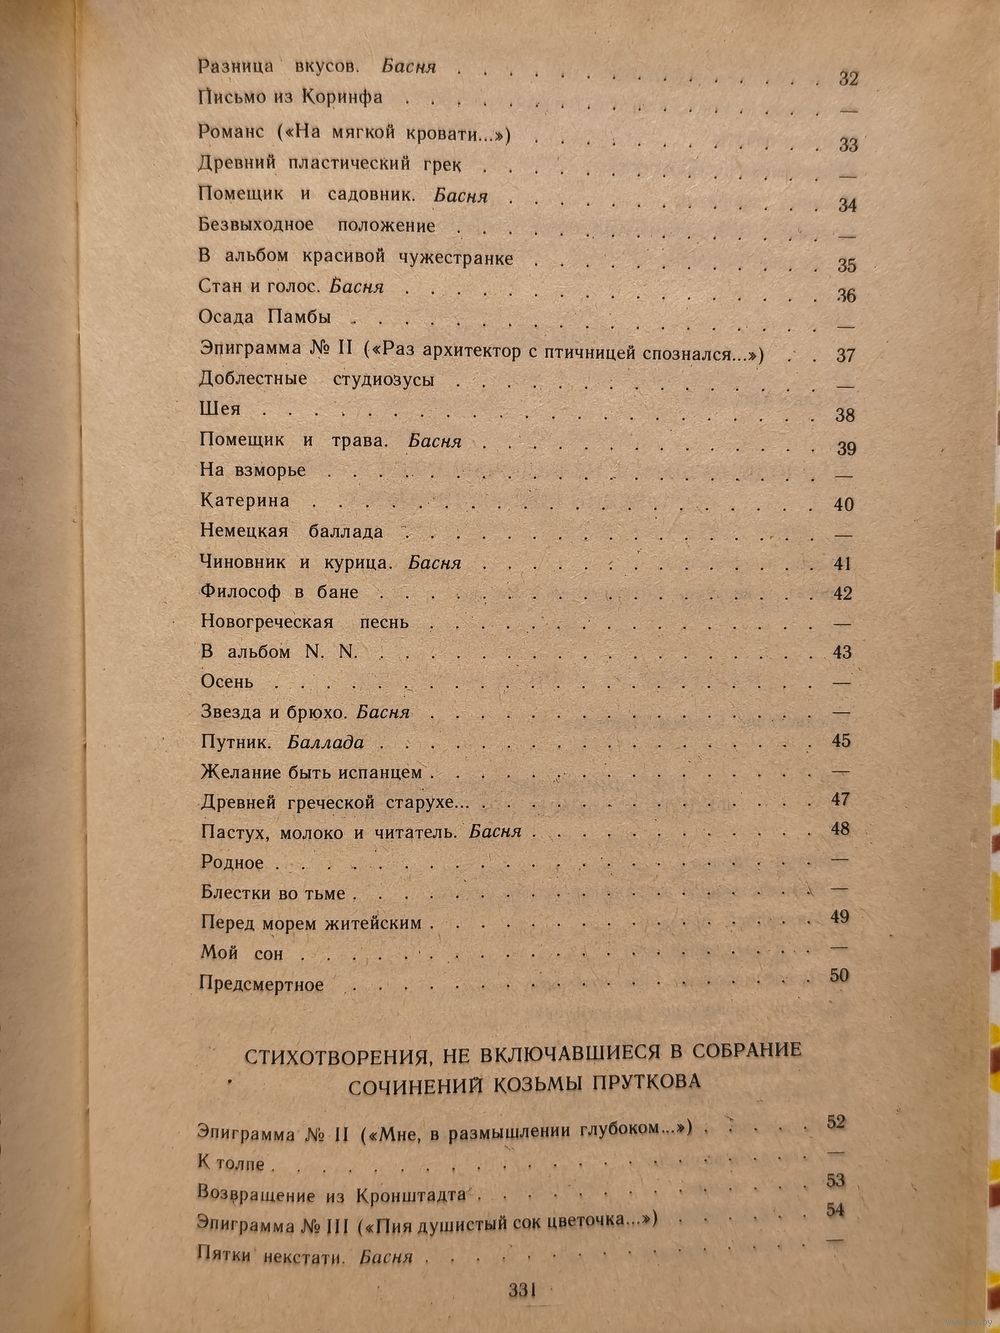 Разница вкусов. Басня . . . . . . . . . . . . . . . 32
Письмо из Коринфа . . . . . . . . . . . . . . . . . —
Романс («На мягкой кровати...») . . . . . . . . . . . . 33
Древний пластический грек . . . . . . . . . . . . . . —
Помещик и садовник. Басня . . . . . . . . . . . . . 34
Безвыходное положение . . . . . . . . . . . . . . . —
В альбом красивой чужестранке . . . . . . . . . . . . 35
Стан и голос. Басня . . . . . . . . . . . . . . . . . 36
Осада Памбы . . . . . . . . . . . . . . . . . . . —
Эпиграмма № II («Раз архитектор с птичницей спознался...») . . 37
Доблестные студиозусы . . . . . . . . . . . . . . . —
Шея . . . . . . . . . . . . . . . . . . . . . . 38
Помещик и трава. Басня . . . . . . . . . . . . . . 39
На взморье . . . . . . . . . . . . . . . . . . . . —
Катерина . . . . . . . . . . . . . . . . . . . . 40
Немецкая баллада . . . . . . . . . . . . . . . . . —
Чиновник и курица. Басня . . . . . . . . . . . . . . 41
Философ в бане . . . . . . . . . . . . . . . . . . 42
Новогреческая песнь . . . . . . . . . . . . . . . . —
В альбом N. N. . . . . . . . . . . . . . . . . . . 43
Осень . . . . . . . . . . . . . . . . . . . . . . —
Звезда и брюхо. Басня . . . . . . . . . . . . . . . . —
Путник. Баллада . . . . . . . . . . . . . . . . . . 45
Желание быть испанцем . . . . . . . . . . . . . . . . —
Древней греческой старухе... . . . . . . . . . . . . . . 47
Пастух, молоко и читатель. Басня . . . . . . . . . . . . 48
Родное . . . . . . . . . . . . . . . . . . . . . . —
Блестки во тьме . . . . . . . . . . . . . . . . . . . —
Перед морем житейским . . . . . . . . . . . . . . . . 49
Мой сон . . . . . . . . . . . . . . . . . . . . . —
Предсмертное . . . . . . . . . . . . . . . . . . . 50
СТИХОТВОРЕНИЯ, НЕ ВКЛЮЧАВШИЕСЯ В СОБРАНИЕ
СОЧИНЕНИЙ КОЗЬМЫ ПРУТКОВА
Эпиграмма № II («Мне, в размышлении глубоком...») . . . . . 52
К толпе . . . . . . . . . . . . . . . . . . . . . . —
Возвращение из Кронштадта . . . . . . . . . . . . . . 53
Эпиграмма № III («Пия душистый сок цветочка...») . . . . . . 54
Пятки некстати. Басня . . . . . . . . . . . . . . . . —
331